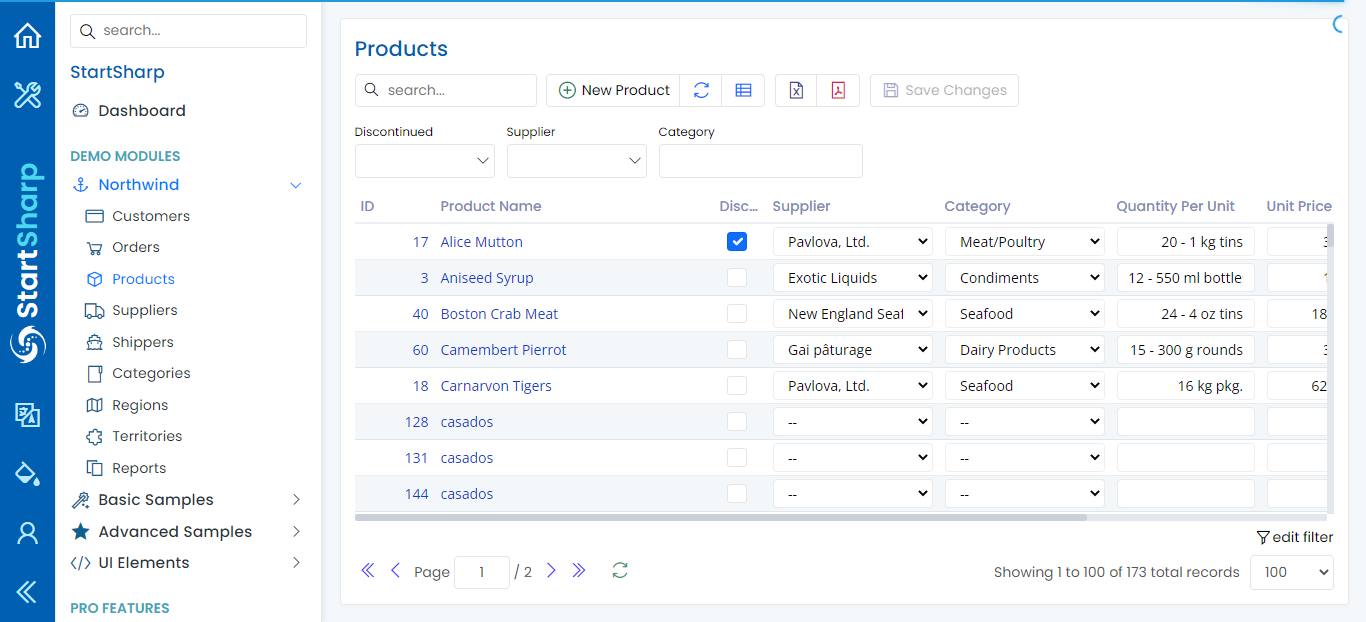 search...
StartSharp
Dashboard
DEMO MODULES
Northwind
Customers
Orders
Products
Suppliers
Shippers
Categories
Regions
Territories
Reports
Basic Samples
Advanced Samples
UI Elements
PRO FEATURES
StartSharp
Products
search...
New Product
Save Changes
Discontinued Supplier Category
ID Product Name Disc... Supplier Category Quantity Per Unit Unit Price
17 Alice Mutton Pavlova, Ltd. Meat/Poultry 20 - 1 kg tins
3 Aniseed Syrup Exotic Liquids Condiments 12 - 550 ml bottle
40 Boston Crab Meat New England Seaf Seafood 24 - 4 oz tins 18
60 Camembert Pierrot Gai pâturage Dairy Products 15 - 300 g rounds
18 Carnarvon Tigers Pavlova, Ltd. Seafood 16 kg pkg. 62
128 casados -- --
131 casados -- --
144 casados -- --
edit filter
Page 1 / 2
Showing 1 to 100 of 173 total records 100